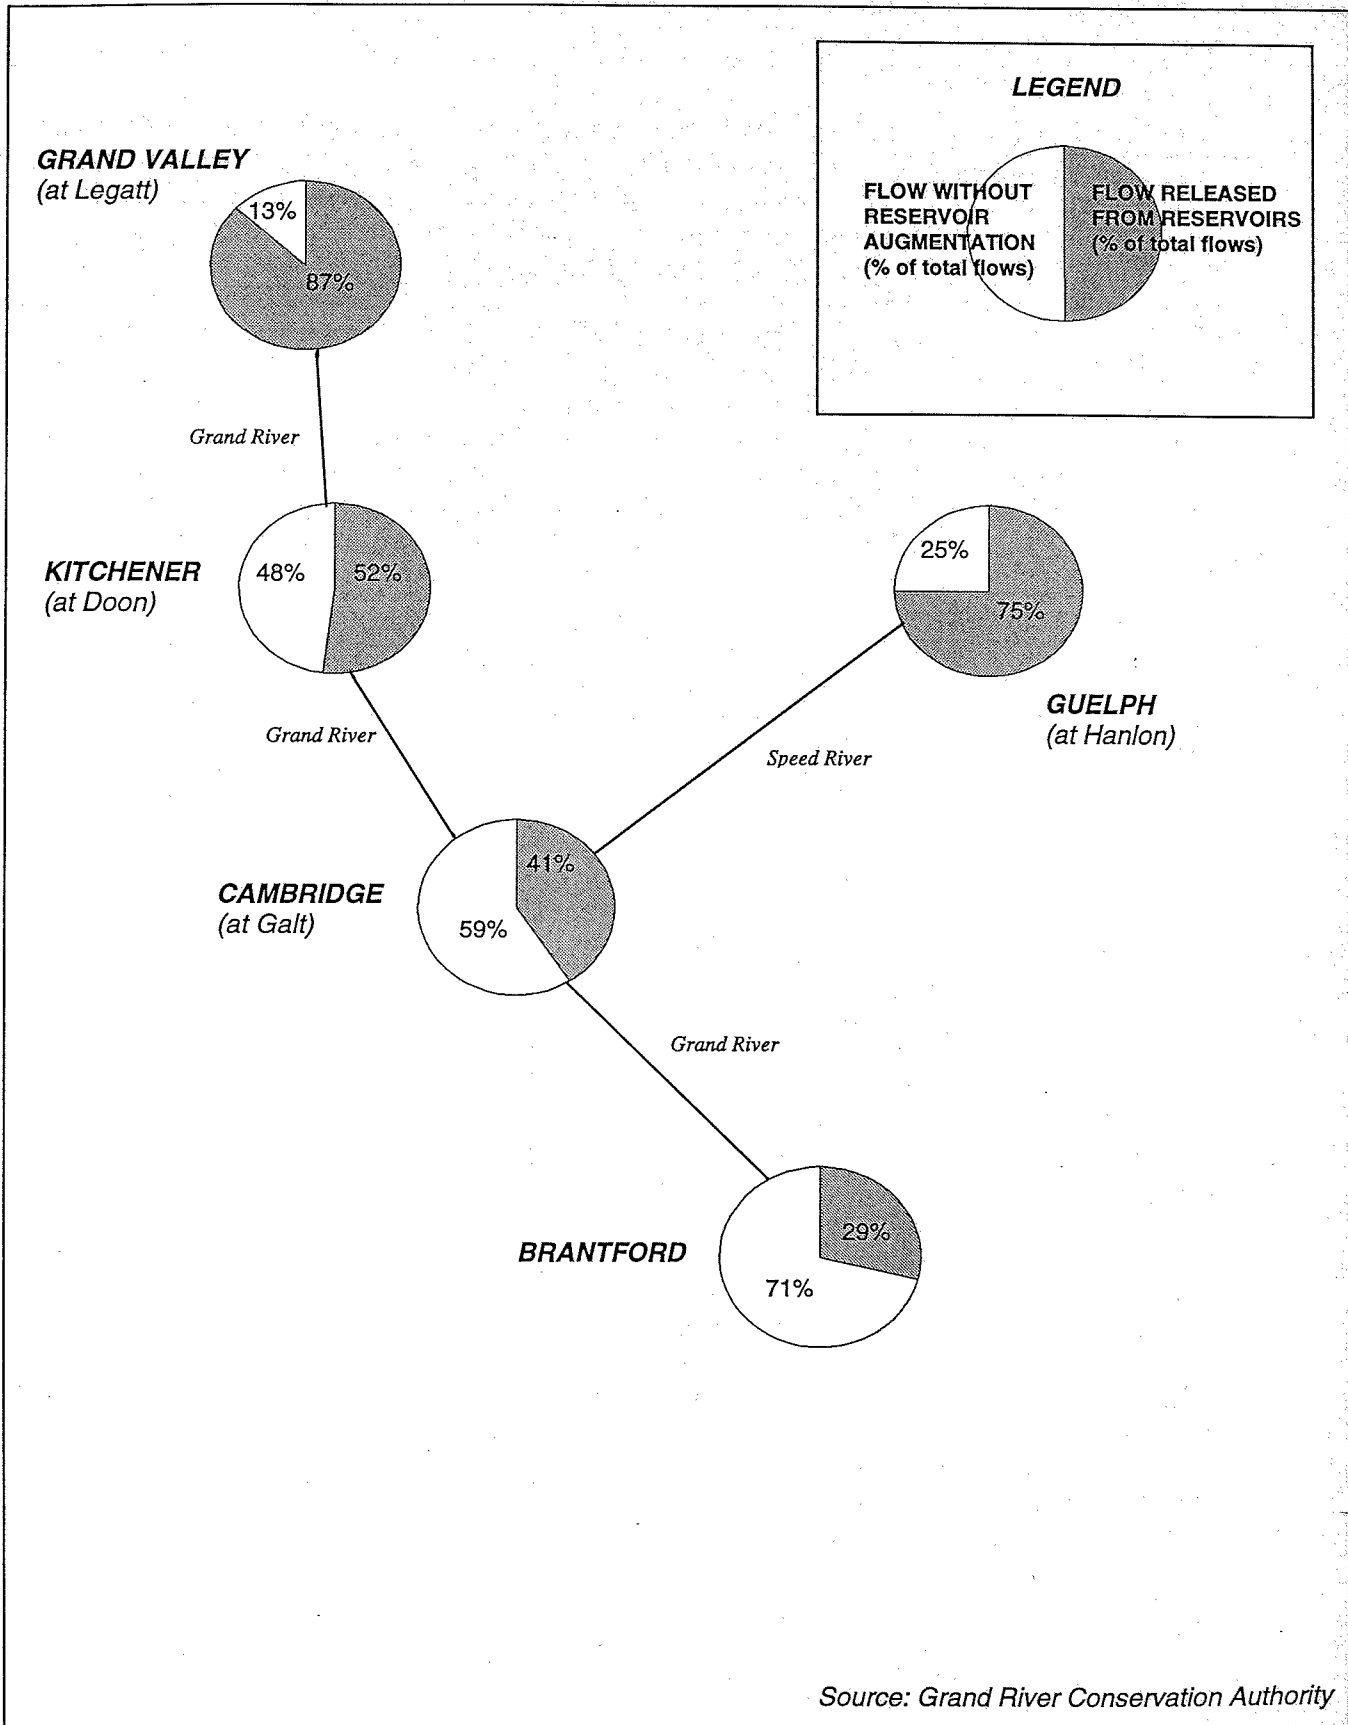 LEGEND
FLOW WITHOUT
RESERVOIR
AUGMENTATION
(% of total flows)
FLOW RELEASED
FROM RESERVOIRS
(% of total flows)
GRAND VALLEY
(at Legatt)
13%
87%
Grand River
KITCHENER
(at Doon)
48%
52%
25%
75%
GUELPH
(at Hanlon)
Grand River
Speed River
CAMBRIDGE
(at Galt)
41%
59%
Grand River
BRANTFORD
29%
71%
Source: Grand River Conservation Authority